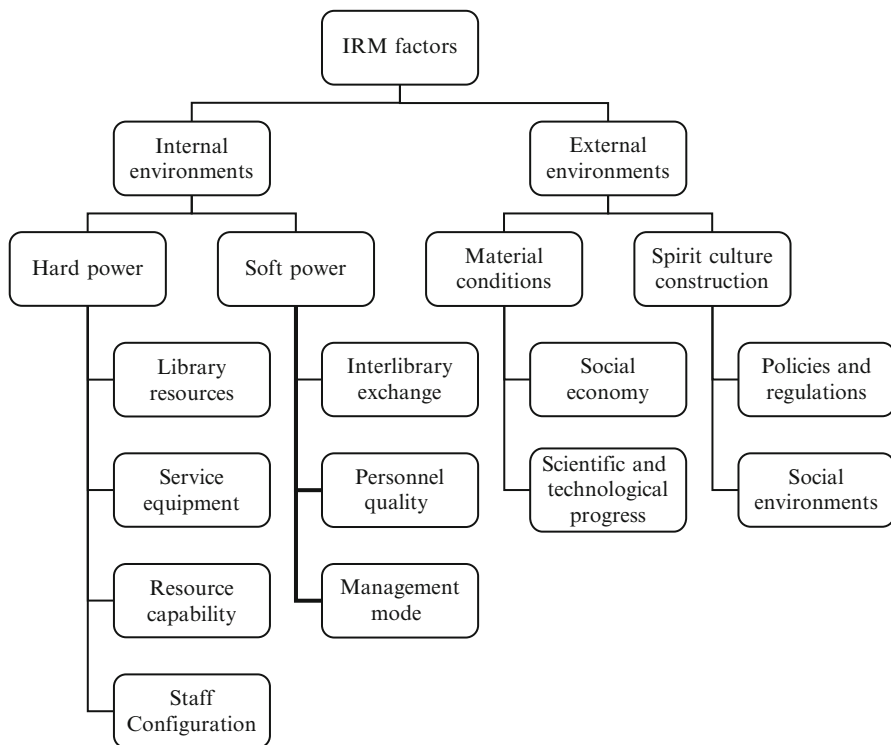 IRM factors
Internal
environments
External
environments
Hard power
Soft power
Material
conditions
Spirit culture
construction
Library
resources
Interlibrary
exchange
Social
economy
Policies and
regulations
Service
equipment
Personnel
quality
Scientific and
technological
progress
Social
environments
Resource
capability
Management
mode
Staff
Configuration